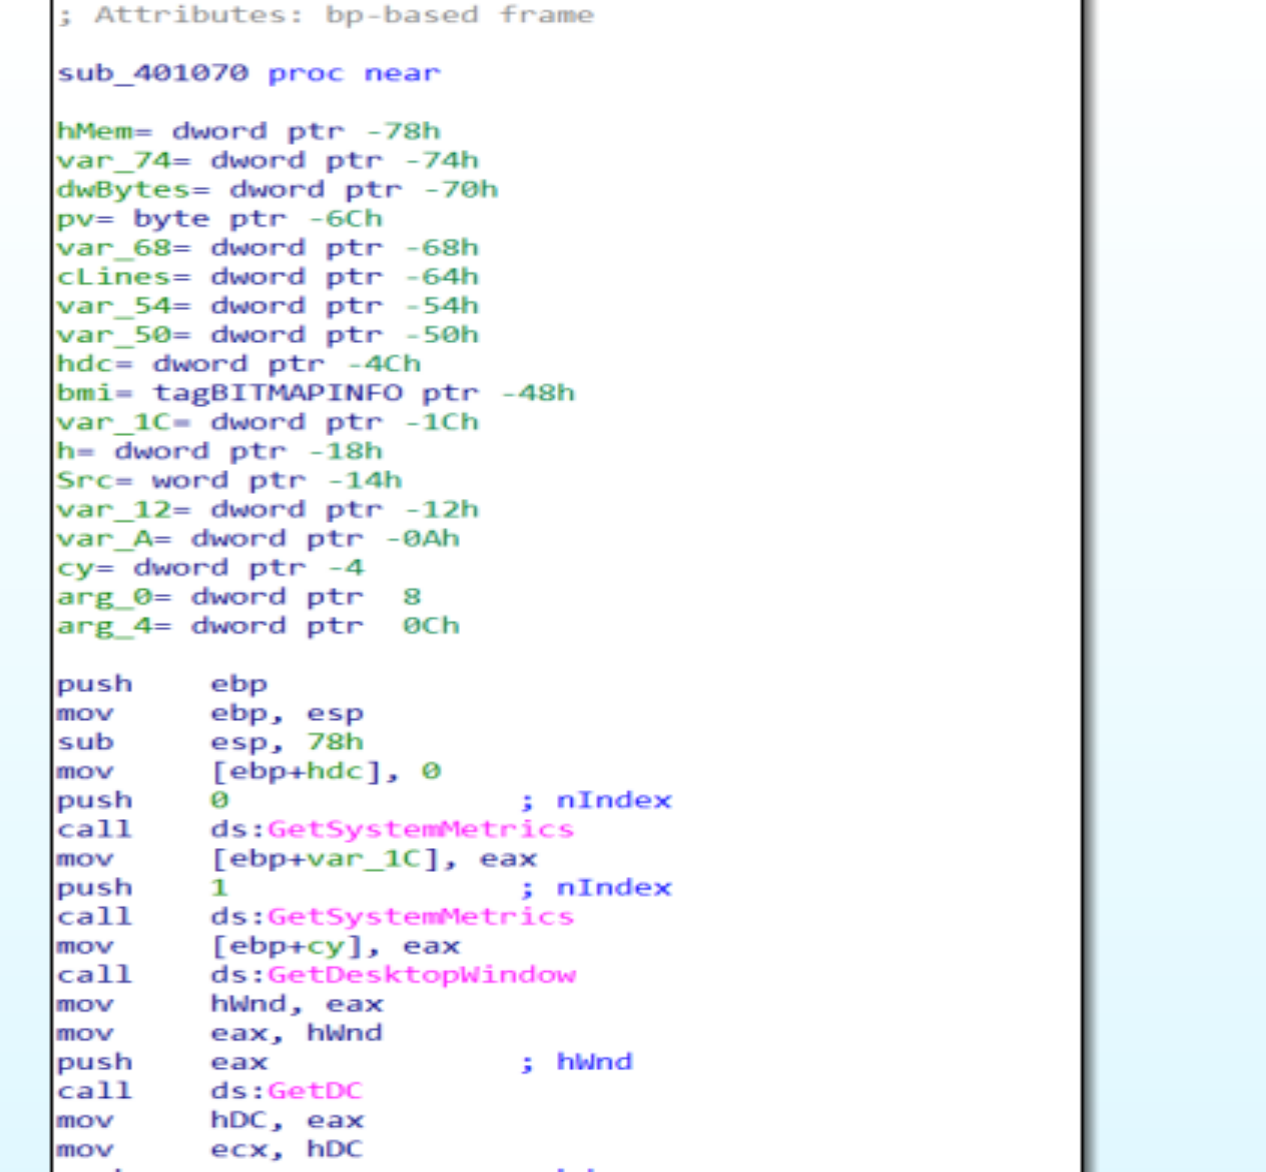 ; Attributes: bp-based frame
sub_401070 proc near
hMem= dword ptr -78h
var_74= dword ptr -74h
dwBytes= dword ptr -70h
pv= byte ptr -6Ch
var_68= dword ptr -68h
cLines= dword ptr -64h
var_54= dword ptr -54h
var_50= dword ptr -50h
hdc= dword ptr -4Ch
bmi= tagBITMAPINFO ptr -48h
var_1C= dword ptr -1Ch
h= dword ptr -18h
Src= word ptr -14h
var_12= dword ptr -12h
var_A= dword ptr -0Ah
cy= dword ptr -4
arg_0= dword ptr  8
arg_4= dword ptr  0Ch
push    ebp
mov     ebp, esp
sub     esp, 78h
mov     [ebp+hdc], 0
push    0               ; nIndex
call    ds:GetSystemMetrics
mov     [ebp+var_1C], eax
push    1               ; nIndex
call    ds:GetSystemMetrics
mov     [ebp+cy], eax
call    ds:GetDesktopWindow
mov     hWnd, eax
mov     eax, hWnd
push    eax             ; hWnd
call    ds:GetDC
mov     hDC, eax
mov     ecx, hDC